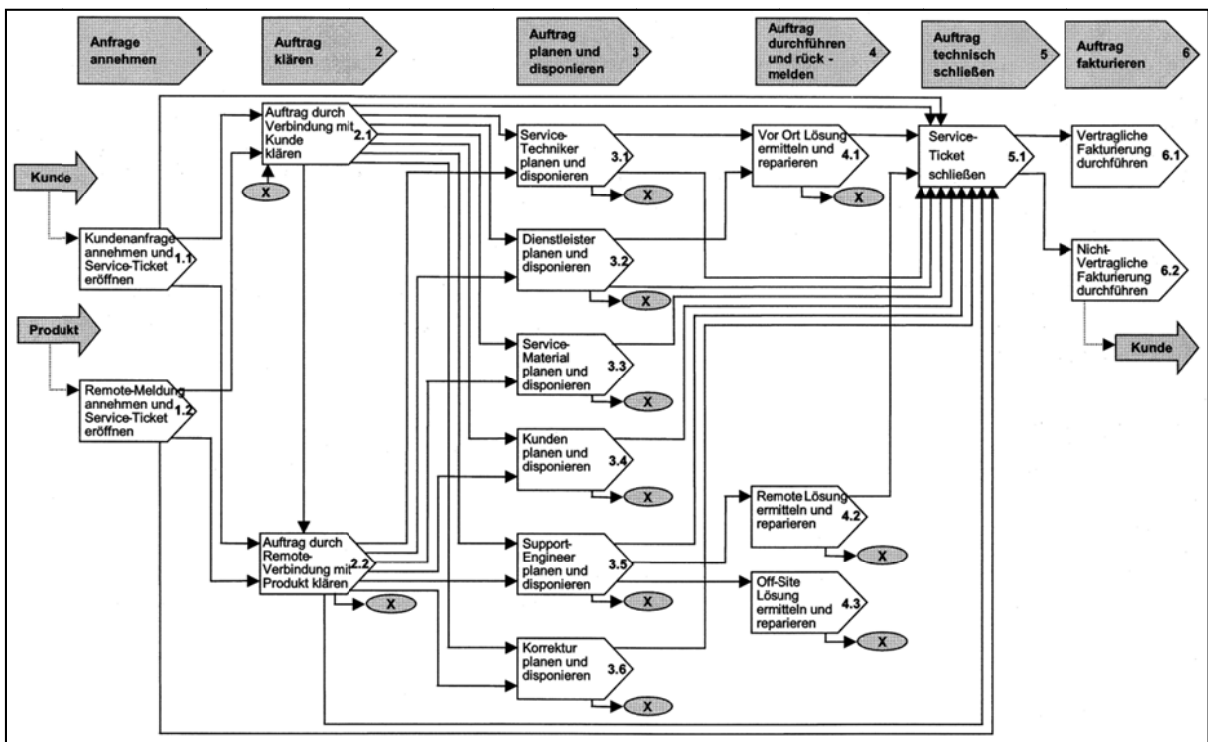 Anfrage
annehmen
1
Auftrag
klären
2
Auftrag
planen und
disponieren
3
Auftrag
durchführen
und rück -
melden
4
Auftrag
technisch
schließen
5
Auftrag
fakturieren
6
Kunde
Kundenanfrage
annehmen und
Service-Ticket
eröffnen
1.1
Produkt
Remote-Meldung
annehmen und
Service-Ticket
eröffnen
1.2
Auftrag durch
Verbindung mit
Kunde
klären
2.1
X
Auftrag durch
Remote-
Verbindung mit
Produkt klären
2.2
X
Service-
Techniker
planen und
disponieren
3.1
X
Dienstleister
planen und
disponieren
3.2
X
Service-
Material
planen und
disponieren
3.3
X
Kunden
planen und
disponieren
3.4
X
Support-
Engineer
planen und
disponieren
3.5
X
Korrektur
planen und
disponieren
3.6
X
Vor Ort Lösung
ermitteln und
reparieren
4.1
X
Remote Lösung
ermitteln und
reparieren
4.2
X
Off-Site
Lösung
ermitteln und
reparieren
4.3
X
Service-
Ticket
schließen
5.1
Vertragliche
Fakturierung
durchführen
6.1
Nicht-
Vertragliche
Fakturierung
durchführen
6.2
Kunde